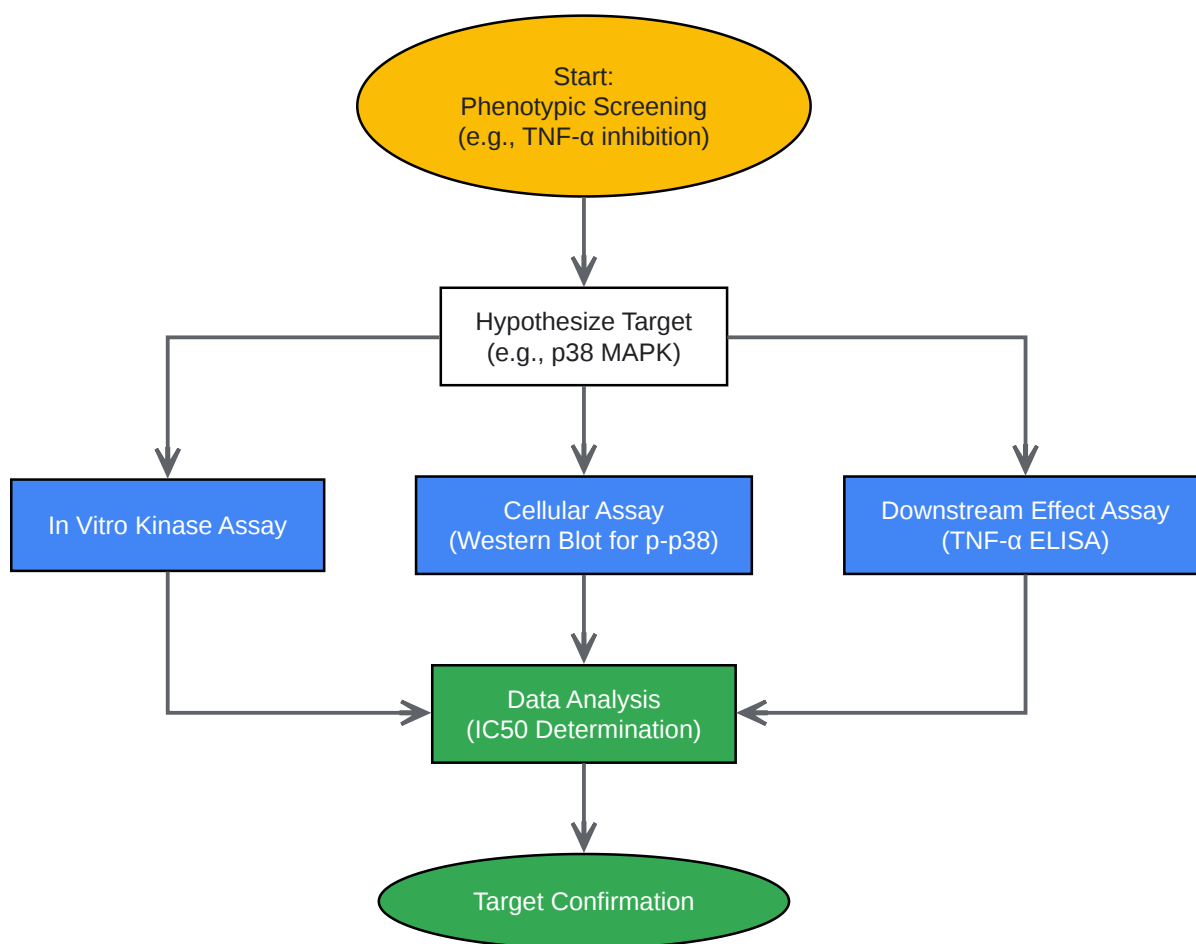 Start:
Phenotypic Screening
(e.g., TNF-α inhibition)
Hypothesize Target
(e.g., p38 MAPK)
In Vitro Kinase Assay
Cellular Assay
(Western Blot for p-p38)
Downstream Effect Assay
(TNF-α ELISA)
Data Analysis
(IC50 Determination)
Target Confirmation